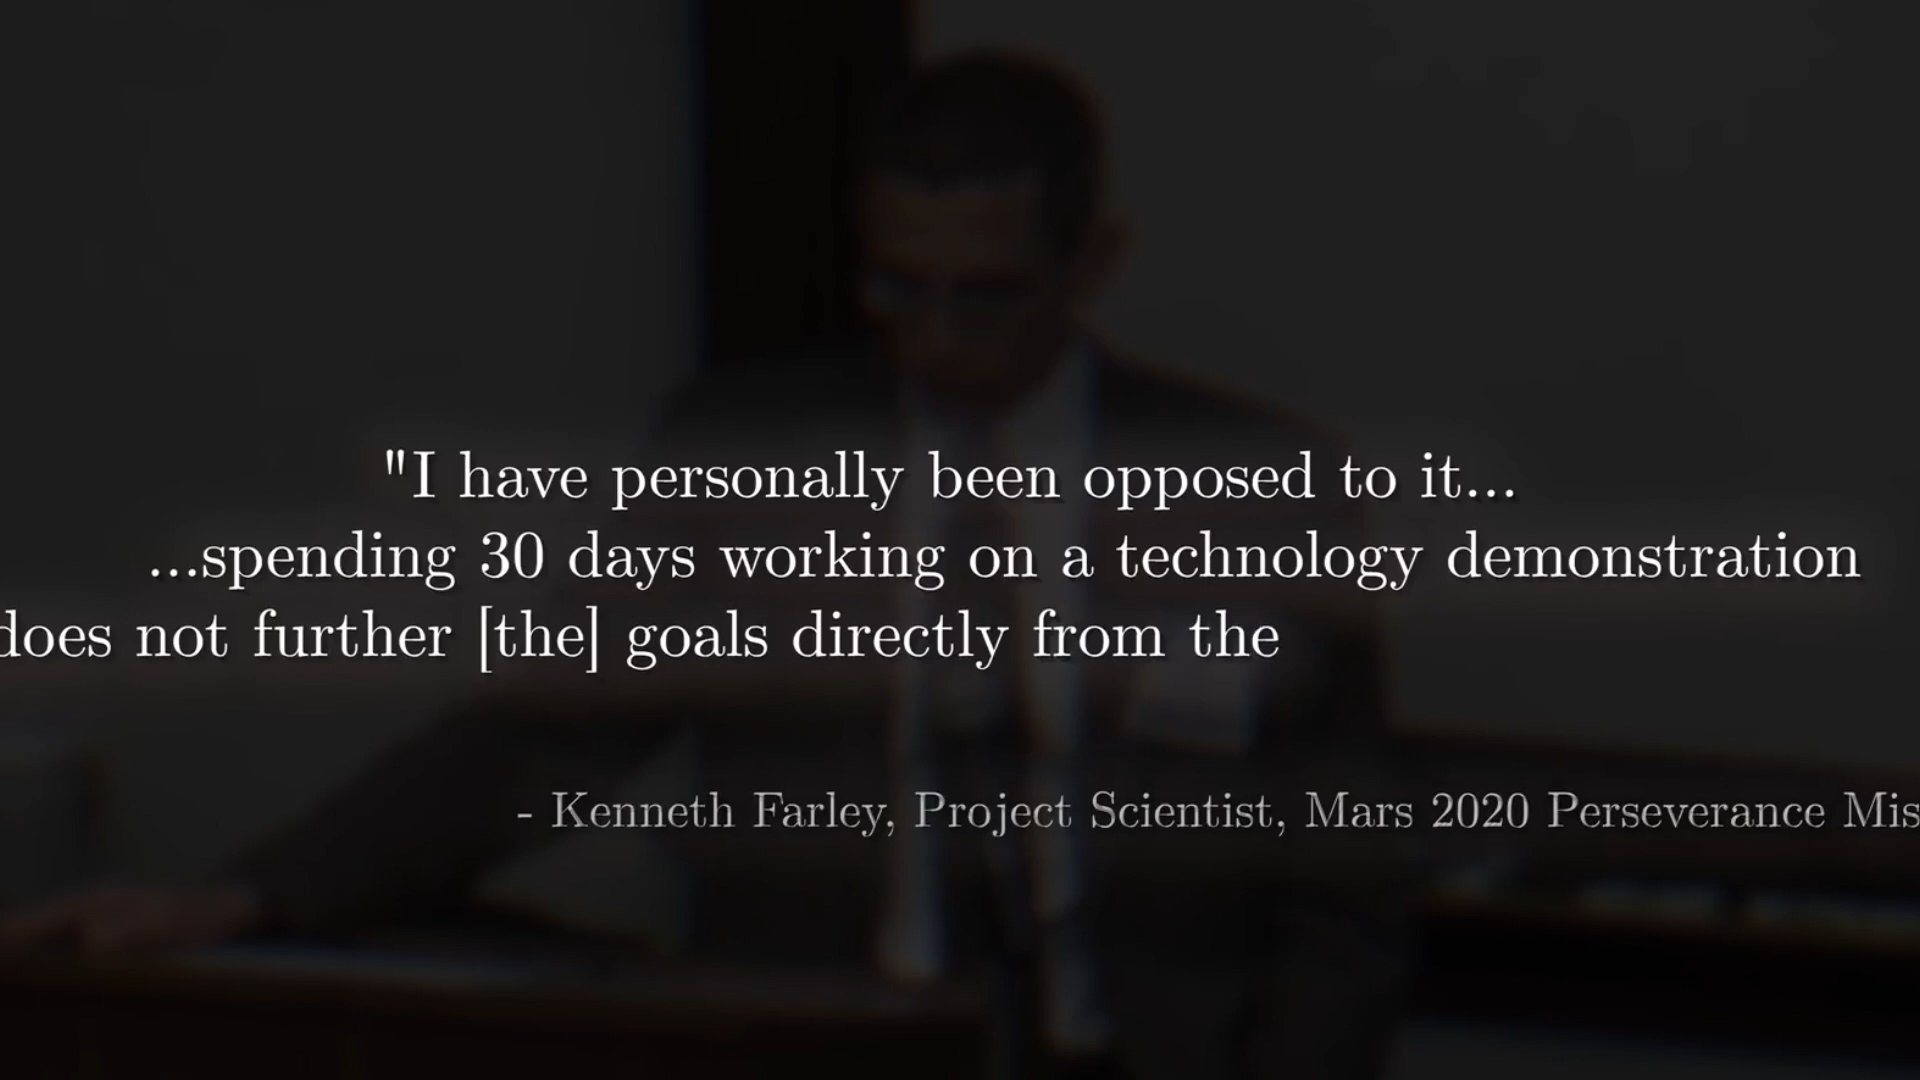 "I have personally been opposed to it...
...spending 30 days working on a technology demonstration
does not further [the] goals directly from the
- Kenneth Farley, Project Scientist, Mars 2020 Perseverance Mis